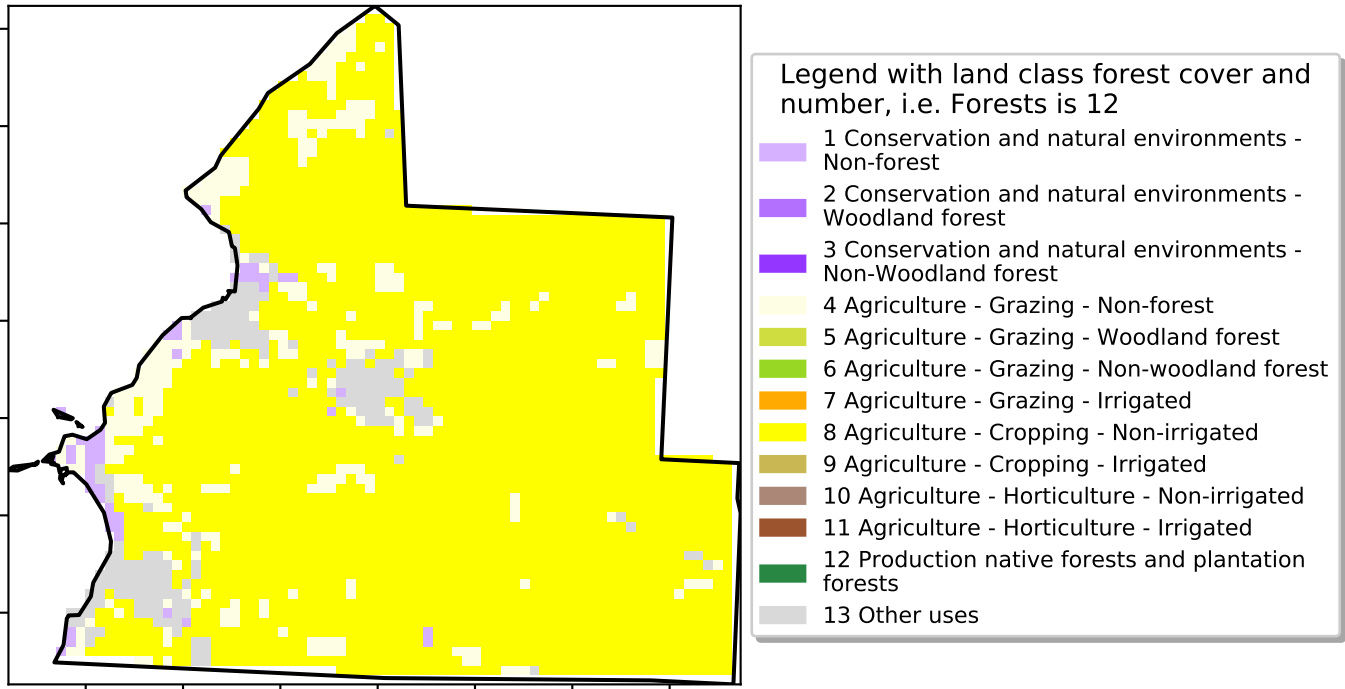 Legend with land class forest cover and
number, i.e. Forests is 12
1 Conservation and natural environments -
Non-forest
2 Conservation and natural environments -
Woodland forest
3 Conservation and natural environments -
Non-Woodland forest
4 Agriculture - Grazing - Non-forest
5 Agriculture - Grazing - Woodland forest
6 Agriculture - Grazing - Non-woodland forest
7 Agriculture - Grazing - Irrigated
8 Agriculture - Cropping - Non-irrigated
9 Agriculture - Cropping - Irrigated
10 Agriculture - Horticulture - Non-irrigated
11 Agriculture - Horticulture - Irrigated
12 Production native forests and plantation
forests
13 Other uses